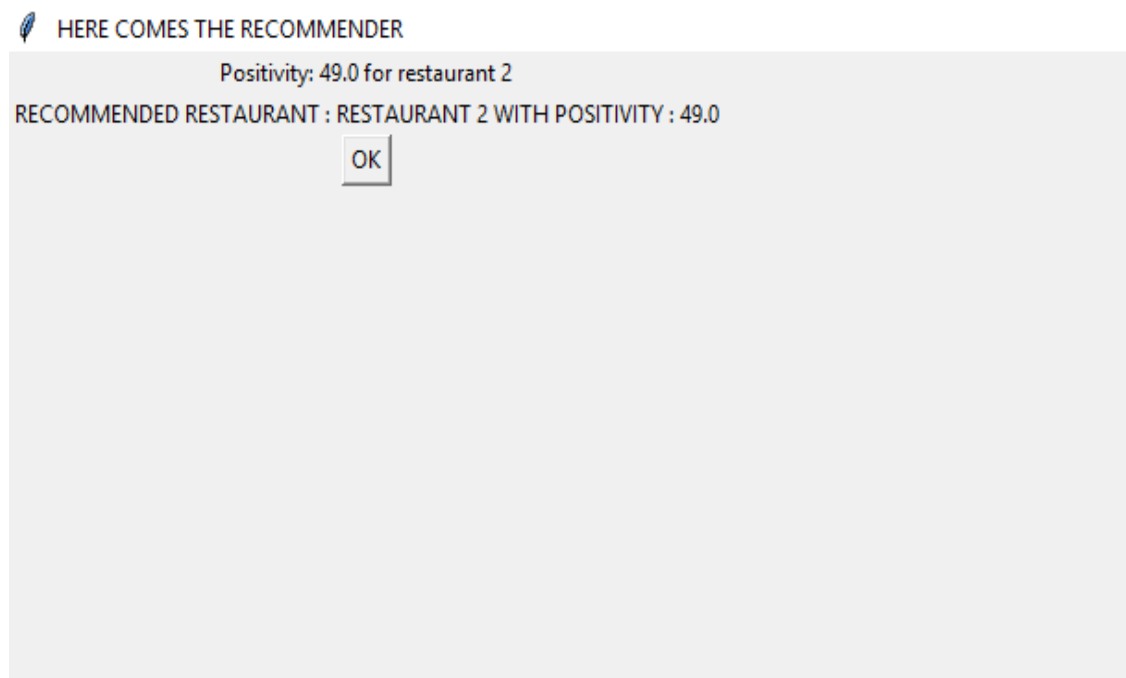 HERE COMES THE RECOMMENDER
Positivity: 49.0 for restaurant 2
RECOMMENDED RESTAURANT : RESTAURANT 2 WITH POSITIVITY : 49.0
OK